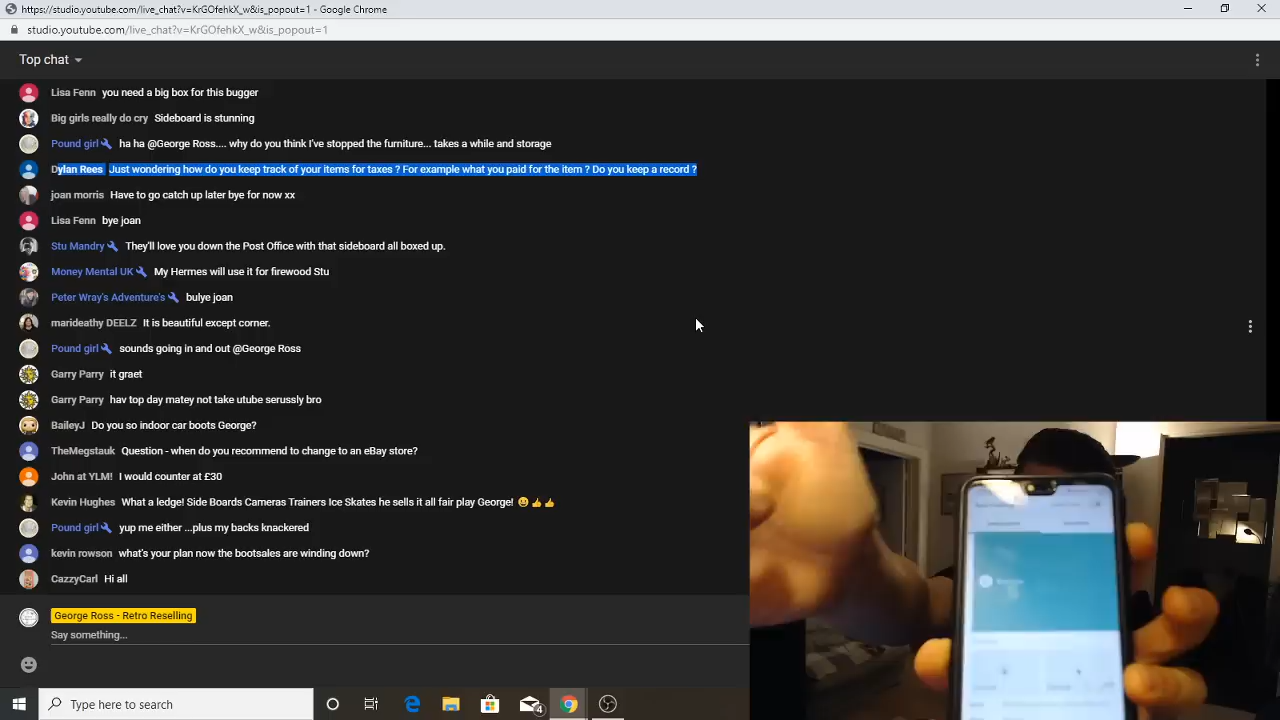 https://studio.youtube.com/live_chat?v=KrGOfehkX_w&is_popout=1 - Google Chrome
studio.youtube.com/live_chat?v=KrGOfehkX_w&is_popout=1
Top chat
Lisa Fenn you need a big box for this bugger
Big girls really do cry Sideboard is stunning
Pound girl ha ha @George Ross.... why do you think I've stopped the furniture... takes a while and storage
Dylan Rees Just wondering how do you keep track of your items for taxes ? For example what you paid for the item ? Do you keep a record ?
joan morris Have to go catch up later bye for now xx
Lisa Fenn bye joan
Stu Mandry They'll love you down the Post Office with that sideboard all boxed up.
Money Mental UK My Hermes will use it for firewood Stu
Peter Wray's Adventure's bulye joan
marideathy DEELZ It is beautiful except corner.
Pound girl sounds going in and out @George Ross
Garry Parry it graet
Garry Parry hav top day matey not take utube serussly bro
BaileyJ Do you so indoor car boots George?
TheMegstauk Question - when do you recommend to change to an eBay store?
John at YLM! I would counter at £30
Kevin Hughes What a ledge! Side Boards Cameras Trainers Ice Skates he sells it all fair play George! 😀👍👍
Pound girl yup me either ...plus my backs knackered
kevin rowson what's your plan now the bootsales are winding down?
CazzyCarl Hi all
George Ross - Retro Reselling
Say something...
Type here to search
4